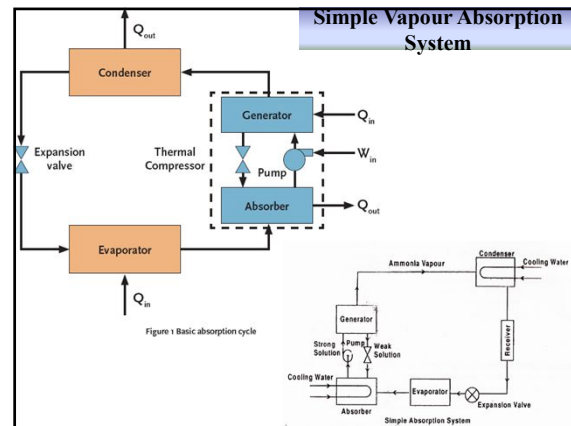 Simple Vapour Absorption
System
Qout
Condenser
Generator
Qin
Expansion
valve
Thermal
Compressor
Pump
Win
Absorber
Qout
Evaporator
Qin
Figure 1 Basic absorption cycle
Condenser
Cooling Water
Ammonia Vapour
Generator
Receiver
Strong
Solution
Pump
Weak
Solution
Cooling Water
Absorber
Evaporator
Expansion Valve
Simple Absorption System